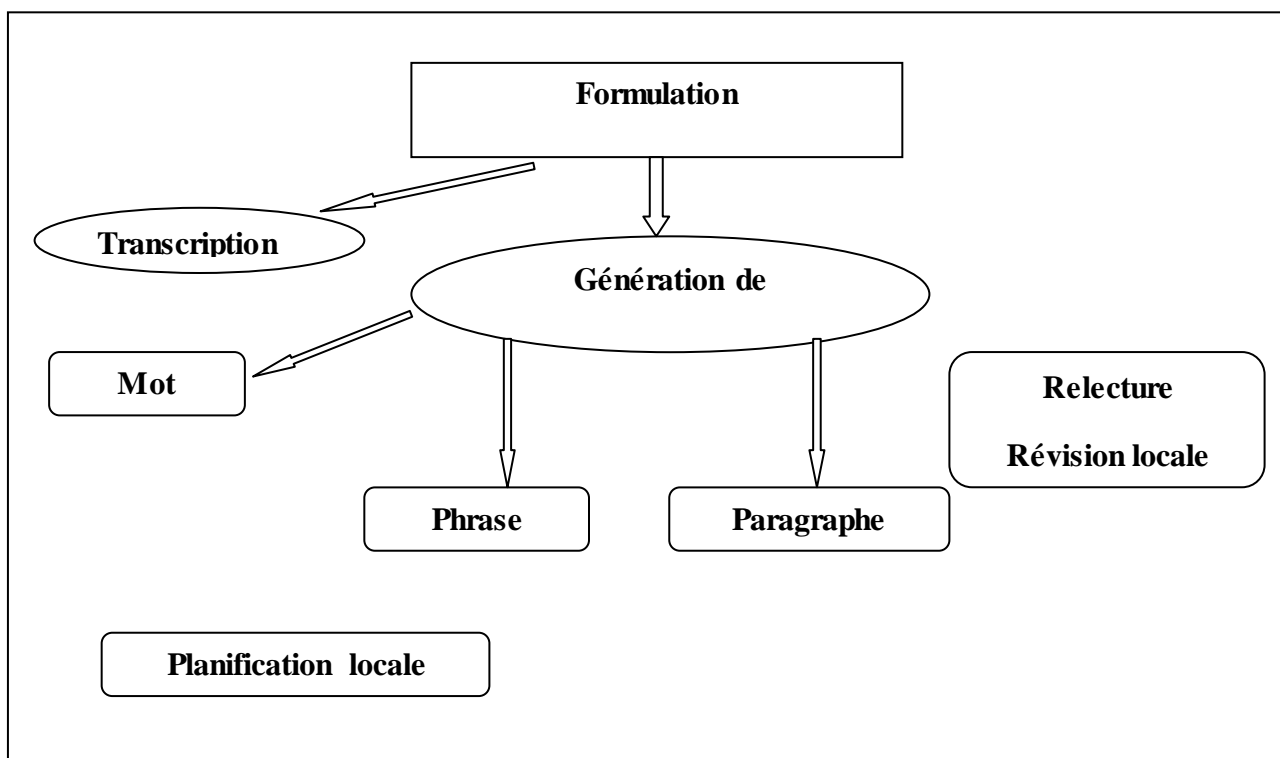 Formulation
Transcription
Génération de
Mot
Relecture
Révision locale
Phrase
Paragraphe
Planification locale